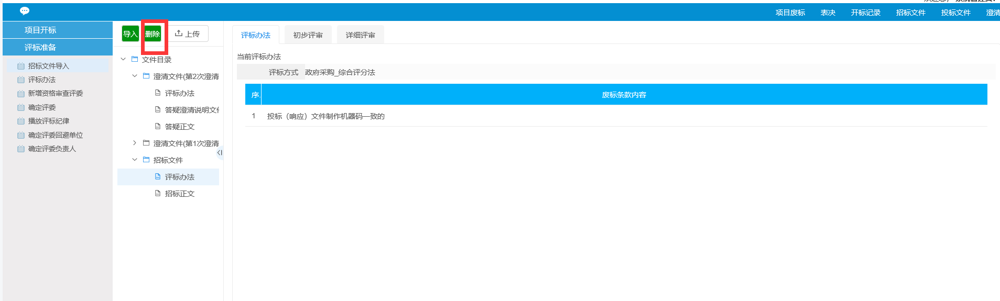 项目废标 表决 开标记录 招标文件 投标文件 澄清
项目开标
评标准备
招标文件导入
评标办法
新增资格审查评委
确定评委
播放评标纪律
确定评委回避单位
确定评委负责人
导入 删除 上传
文件目录
澄清文件(第2次澄清
评标办法
答疑澄清说明文件
答疑正文
澄清文件(第1次澄清
招标文件
评标办法
招标正文
评标办法 初步评审 详细评审
当前评标办法
评标方式 政府采购_综合评分法
序. 废标条款内容
1 投标（响应）文件制作机器码一致的